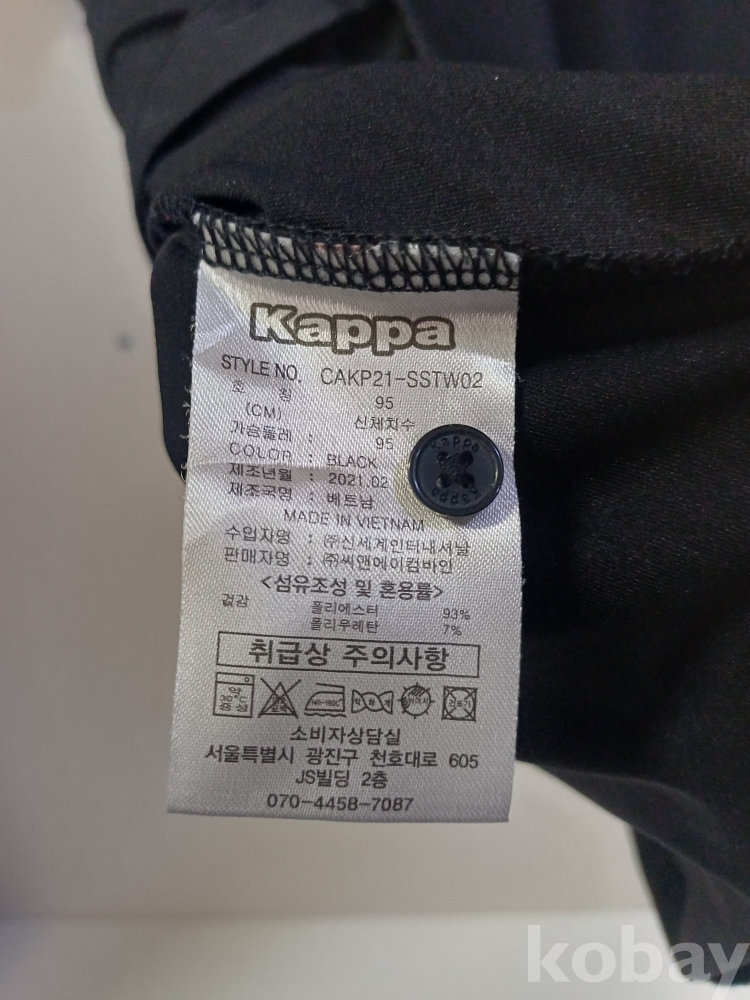 Kappa
STYLE NO. CAKP21-SSTW02
호 칭 95
(CM) 신체치수
가슴둘레 : 95
COLOR : BLACK
제조년월 : 2021.02
제조국명 : 베트남
MADE IN VIETNAM
수입자명 : ㈜신세계인터내셔날
판매자명 : ㈜씨앤에이컴바인
<섬유조성 및 혼용률>
겉감 폴리에스터 93%
폴리우레탄 7%
취급상 주의사항
약 30℃ 중성
소비자상담실
서울특별시 광진구 천호대로 605
JS빌딩 2층
070-4458-7087
Kappa
Kappa
kobay